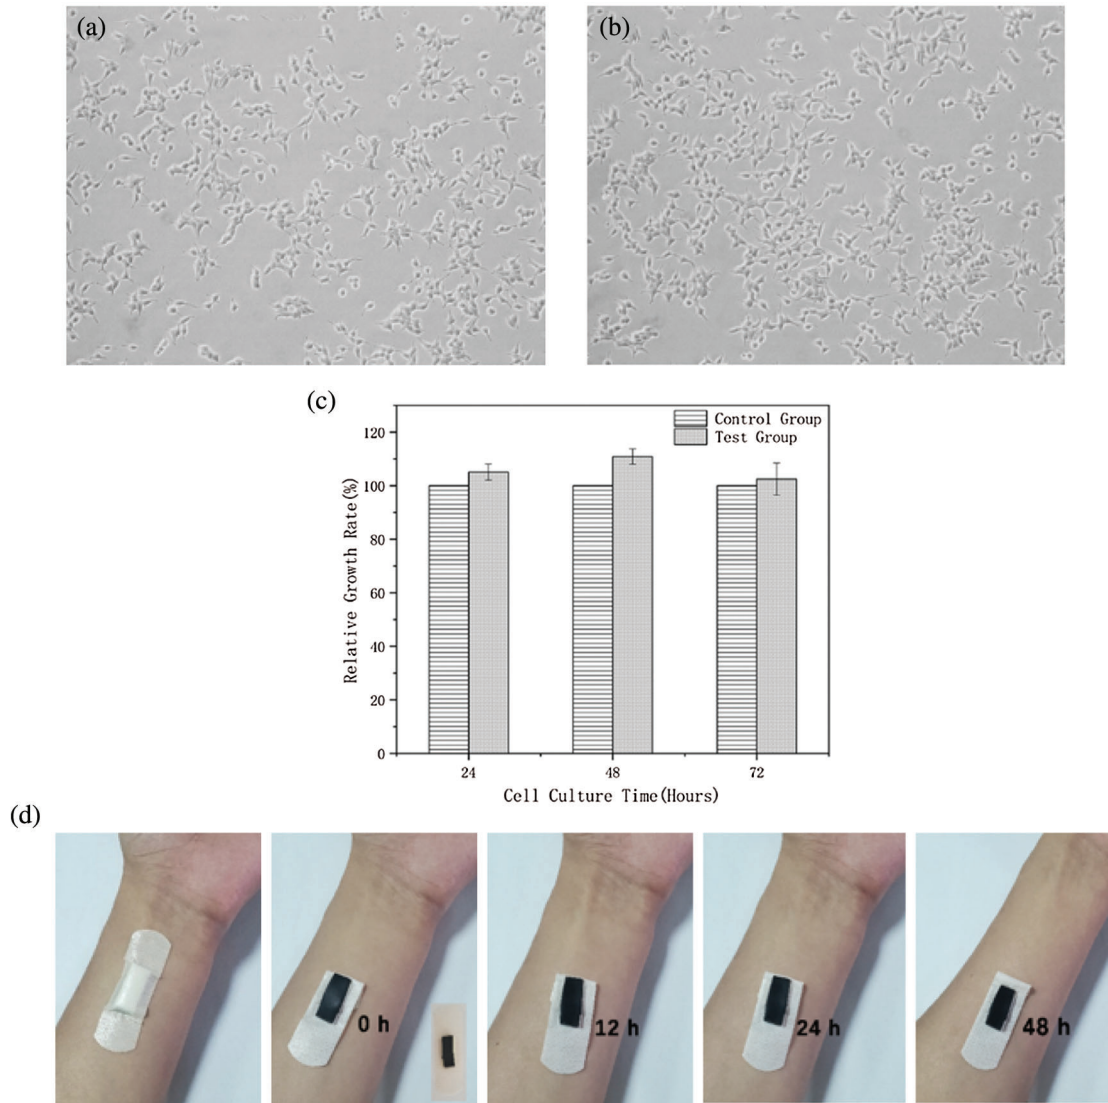 (a)
(b)
(c)
Control Group
Test Group
Relative Growth Rate(%)
120
100
80
60
40
20
0
24
48
72
Cell Culture Time(Hours)
(d)
0 h
12 h
24 h
48 h